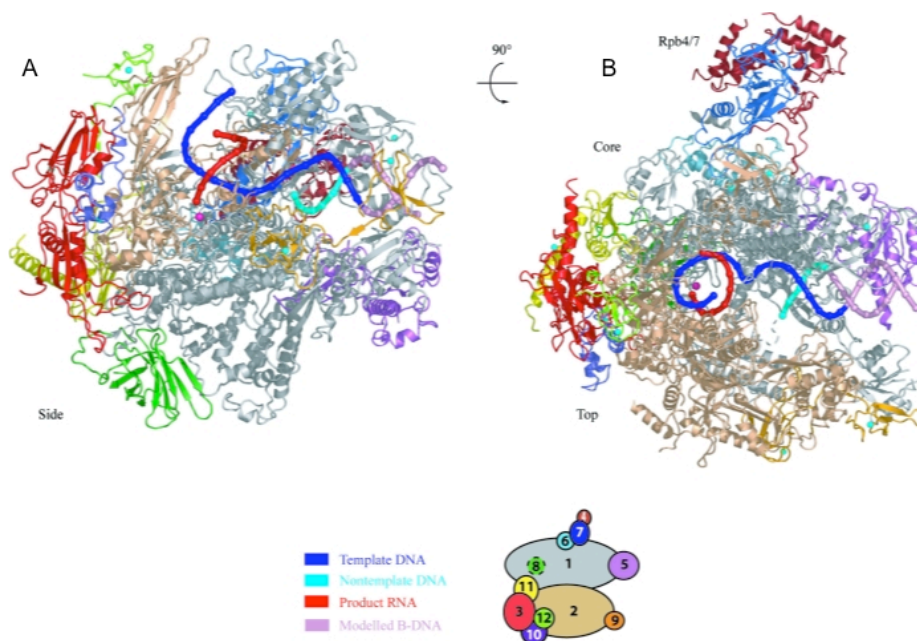 A
90°
B
Rpb4/7
Core
Side
Top
Template DNA
Nontemplate DNA
Product RNA
Modelled B-DNA
4
7
6
8
1
5
11
3
12
2
10
9